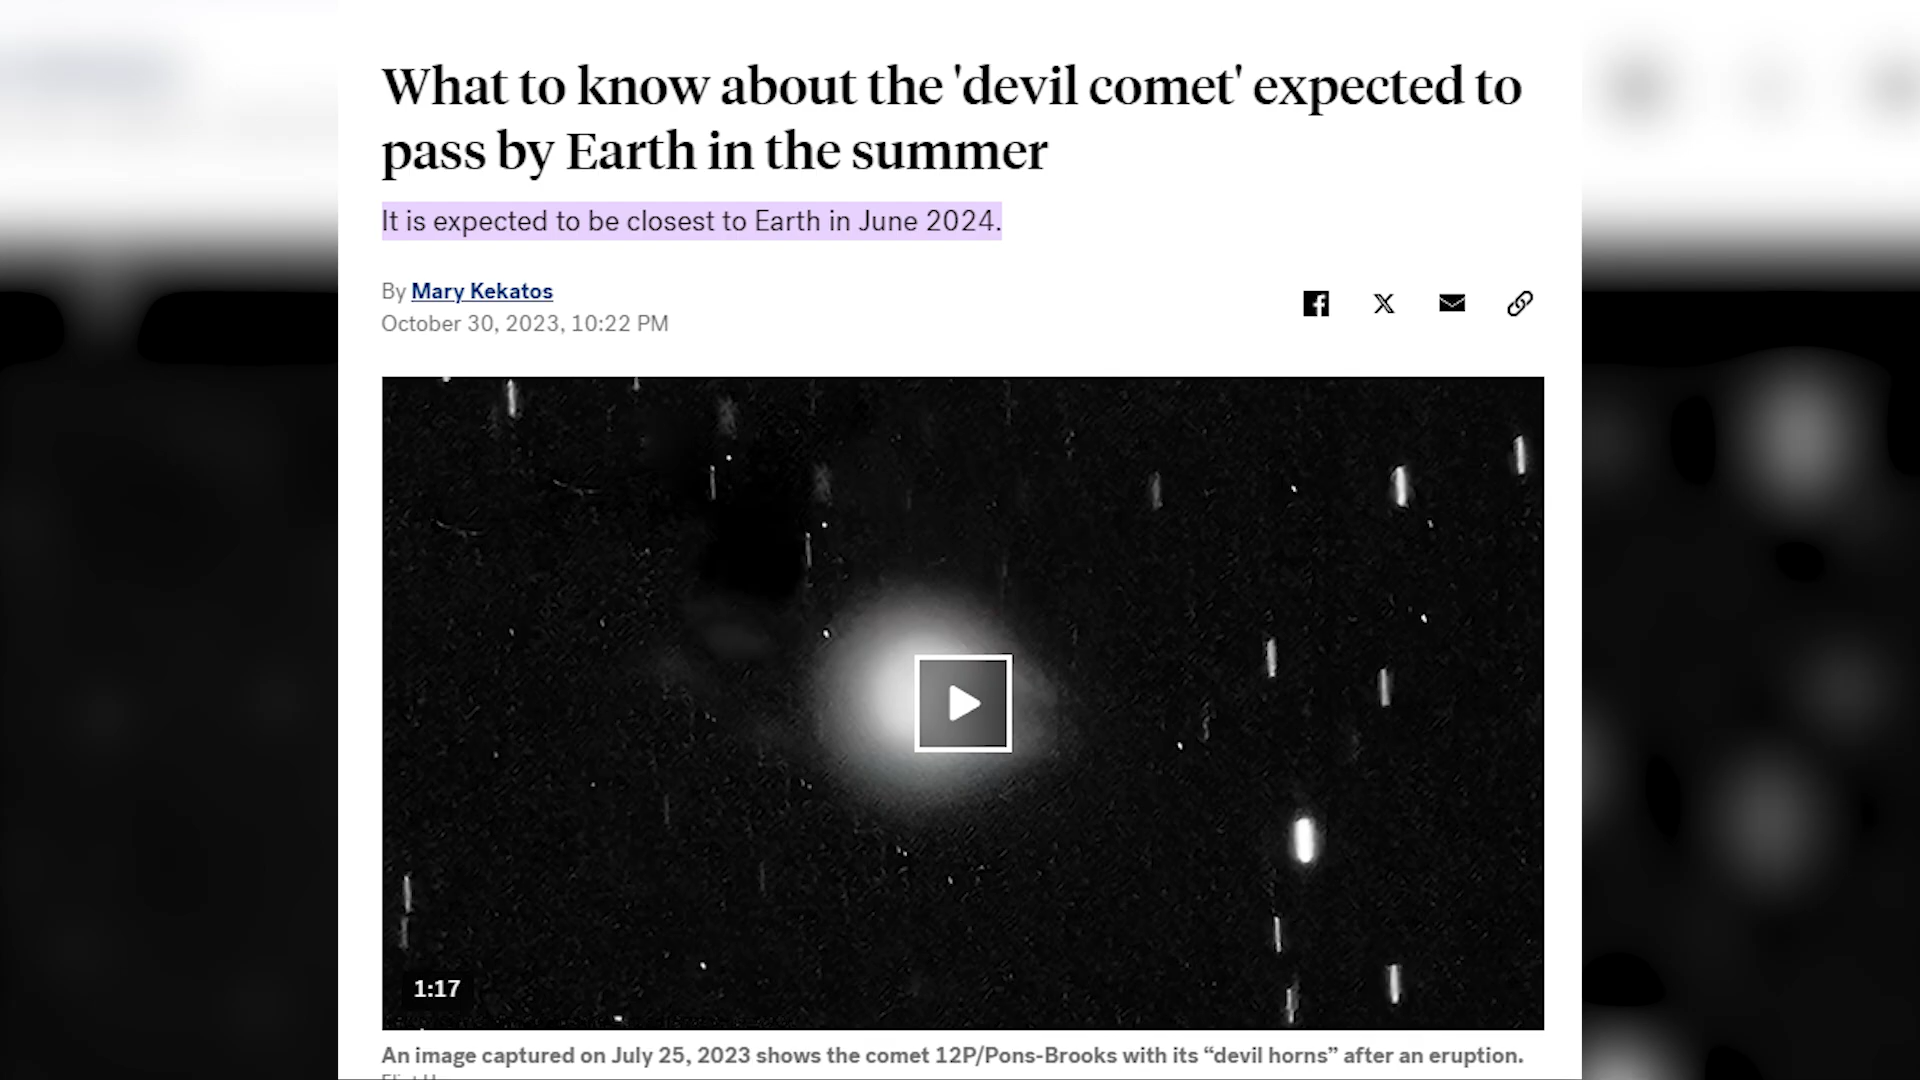 What to know about the 'devil comet' expected to
pass by Earth in the summer
It is expected to be closest to Earth in June 2024.
By Mary Kekatos
October 30, 2023, 10:22 PM
1:17
An image captured on July 25, 2023 shows the comet 12P/Pons-Brooks with its “devil horns” after an eruption.